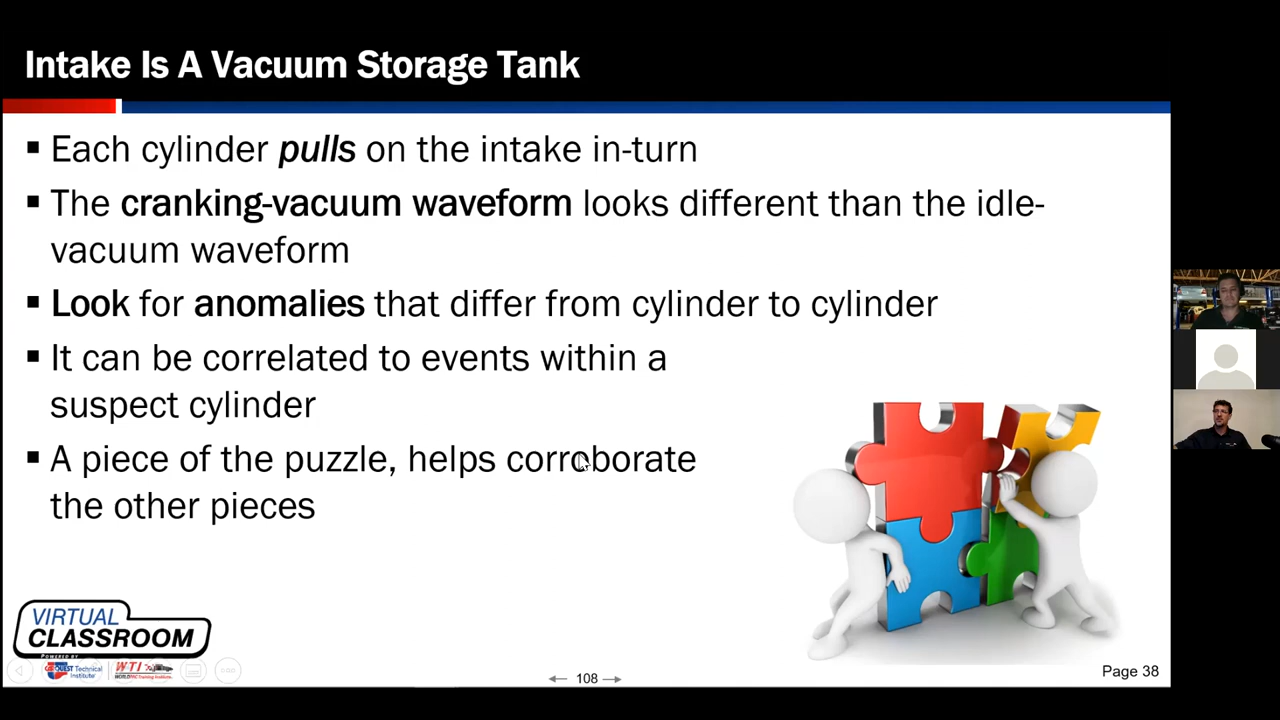 Intake Is A Vacuum Storage Tank
▪ Each cylinder pulls on the intake in-turn
▪ The cranking-vacuum waveform looks different than the idle-
vacuum waveform
▪ Look for anomalies that differ from cylinder to cylinder
▪ It can be correlated to events within a
suspect cylinder
▪ A piece of the puzzle, helps corroborate
the other pieces
VIRTUAL
CLASSROOM
POWERED BY
CARQUEST Technical
Institute
WTI
WORLDPAC Training Institute
Page 38
108